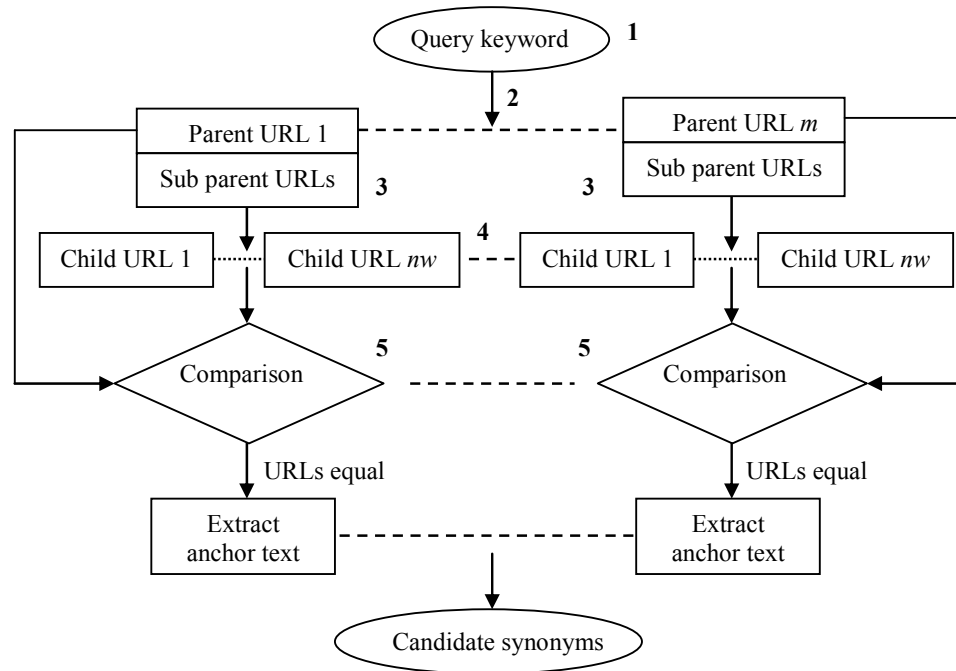 Query keyword
1
2
Parent URL 1
Parent URL m
Sub parent URLs
3
3
Sub parent URLs
Child URL 1
Child URL nw
4
Child URL 1
Child URL nw
Comparison
5
5
Comparison
URLs equal
URLs equal
Extract
anchor text
Extract
anchor text
Candidate synonyms